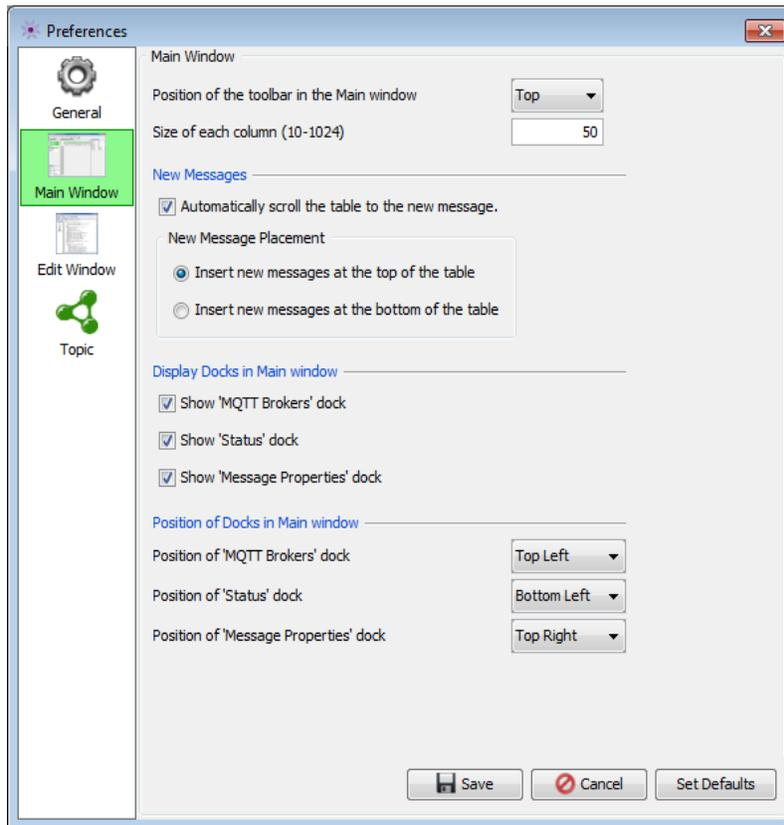 Preferences
General
Main Window
Edit Window
Topic
Main Window
Position of the toolbar in the Main window Top
Size of each column (10-1024) 50
New Messages
Automatically scroll the table to the new message.
New Message Placement
Insert new messages at the top of the table
Insert new messages at the bottom of the table
Display Docks in Main window
Show 'MQTT Brokers' dock
Show 'Status' dock
Show 'Message Properties' dock
Position of Docks in Main window
Position of 'MQTT Brokers' dock Top Left
Position of 'Status' dock Bottom Left
Position of 'Message Properties' dock Top Right
Save Cancel Set Defaults